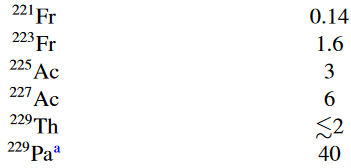 ²²¹Fr 0.14
²²³Fr 1.6
²²⁵Ac 3
²²⁷Ac 6
²²⁹Th ≲2
²²⁹Paᵃ 40